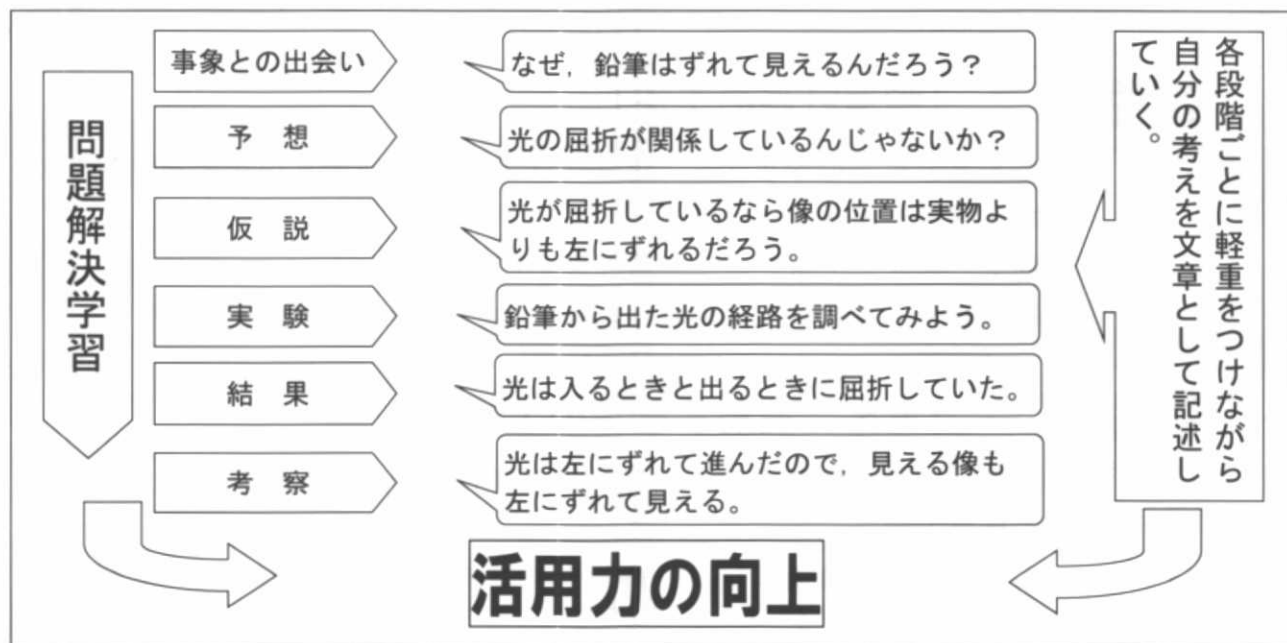 問題解決学習
事象との出会い
なぜ，鉛筆はずれて見えるんだろう？
予　想
光の屈折が関係しているんじゃないか？
仮　説
光が屈折しているなら像の位置は実物よ
りも左にずれるだろう。
実　験
鉛筆から出た光の経路を調べてみよう。
結　果
光は入るときと出るときに屈折していた。
考　察
光は左にずれて進んだので，見える像も
左にずれて見える。
各段階ごとに軽重をつけながら
自分の考えを文章として記述し
ていく。
活用力の向上